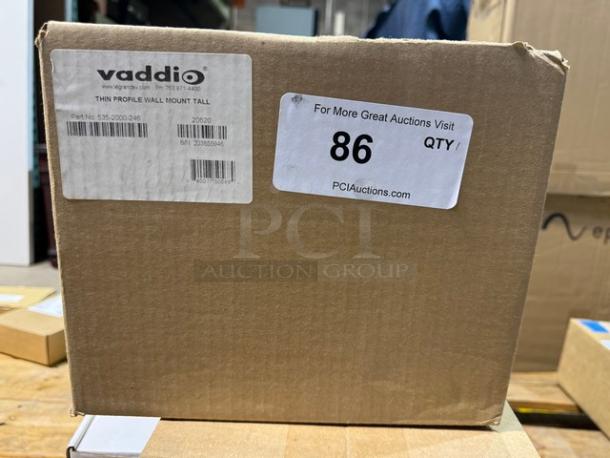 vaddio
THIN PROFILE WALL MOUNT TALL
Part No: 535-2000-246
20520
For More Great Auctions Visit
86
QTY
PCIAuctions.com
PCI
AUCTION GROUP